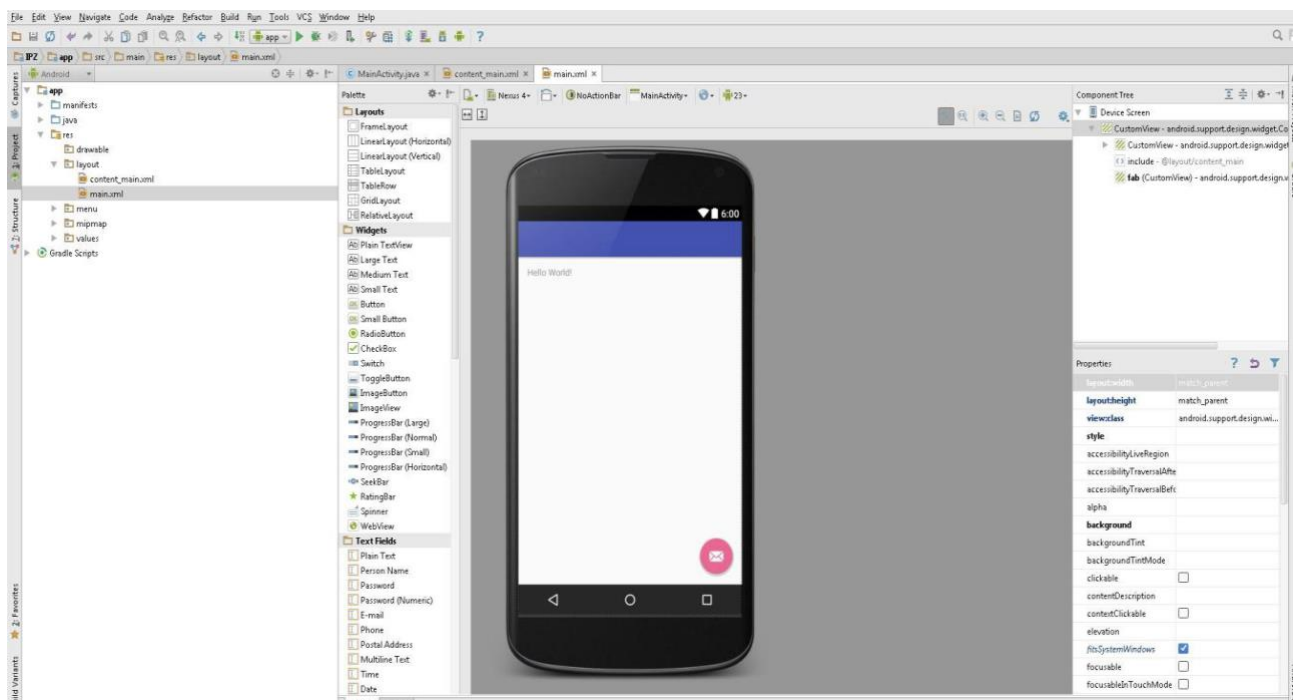 File Edit View Navigate Code Analyze Refactor Build Run Tools VCS Window Help
app
IPZ app src main res layout main.xml
Android
MainActivity.java content_main.xml main.xml
Captures
1: Project
2: Structure
2: Favorites
ild Variants
app
manifests
java
res
drawable
layout
content_main.xml
main.xml
menu
mipmap
values
Gradle Scripts
Palette
Layouts
FrameLayout
LinearLayout (Horizontal)
LinearLayout (Vertical)
TableLayout
TableRow
GridLayout
RelativeLayout
Widgets
Ab Plain TextView
Ab Large Text
Ab Medium Text
Ab Small Text
Button
Small Button
RadioButton
CheckBox
Switch
ToggleButton
ImageButton
ImageView
ProgressBar (Large)
ProgressBar (Normal)
ProgressBar (Small)
ProgressBar (Horizontal)
SeekBar
RatingBar
Spinner
WebView
Text Fields
Plain Text
Person Name
Password
Password (Numeric)
E-mail
Phone
Postal Address
Multiline Text
Time
Date
Nexus 4 NoActionBar MainActivity 23
6:00
Hello World!
Component Tree
Device Screen
CustomView - android.support.design.widget.Co
CustomView - android.support.design.widget
include - @layout/content_main
fab (CustomView) - android.support.design.w
Properties
layout:width match_parent
layout:height match_parent
view:class android.support.design.wi...
style
accessibilityLiveRegion
accessibilityTraversalAfte
accessibilityTraversalBefc
alpha
background
backgroundTint
backgroundTintMode
clickable
contentDescription
contextClickable
elevation
fitsSystemWindows
focusable
focusableInTouchMode